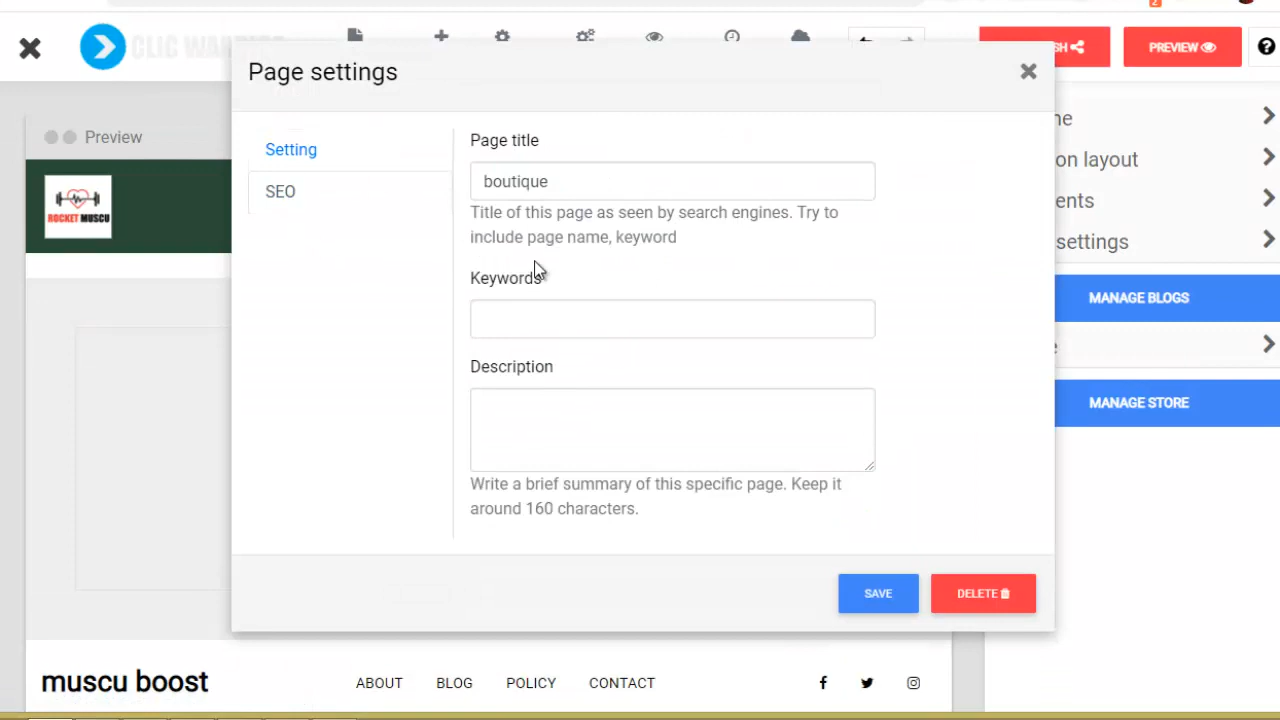 2
CLIC WA
SH
PREVIEW
?
Page settings
Preview
Setting
SEO
Page title
boutique
Title of this page as seen by search engines. Try to
include page name, keyword
Keywords
Description
Write a brief summary of this specific page. Keep it
around 160 characters.
SAVE
DELETE
ROCKET MUSCU
ne
on layout
ents
settings
MANAGE BLOGS
e
MANAGE STORE
muscu boost
ABOUT
BLOG
POLICY
CONTACT